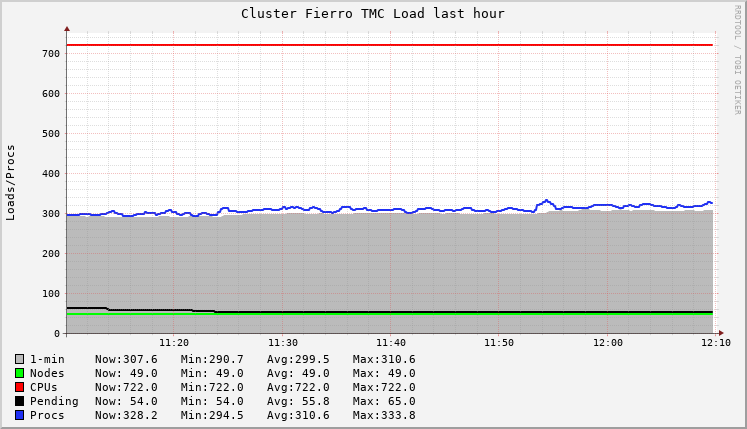 Cluster Fierro TMC Load last hour
RRDTOOL / TOBI OETIKER
Loads/Procs
700
600
500
400
300
200
100
0
11:20 11:30 11:40 11:50 12:00 12:10
1-min Now:307.6 Min:290.7 Avg:299.5 Max:310.6
Nodes Now: 49.0 Min: 49.0 Avg: 49.0 Max: 49.0
CPUs Now:722.0 Min:722.0 Avg:722.0 Max:722.0
Pending Now: 54.0 Min: 54.0 Avg: 55.8 Max: 65.0
Procs Now:328.2 Min:294.5 Avg:310.6 Max:333.8